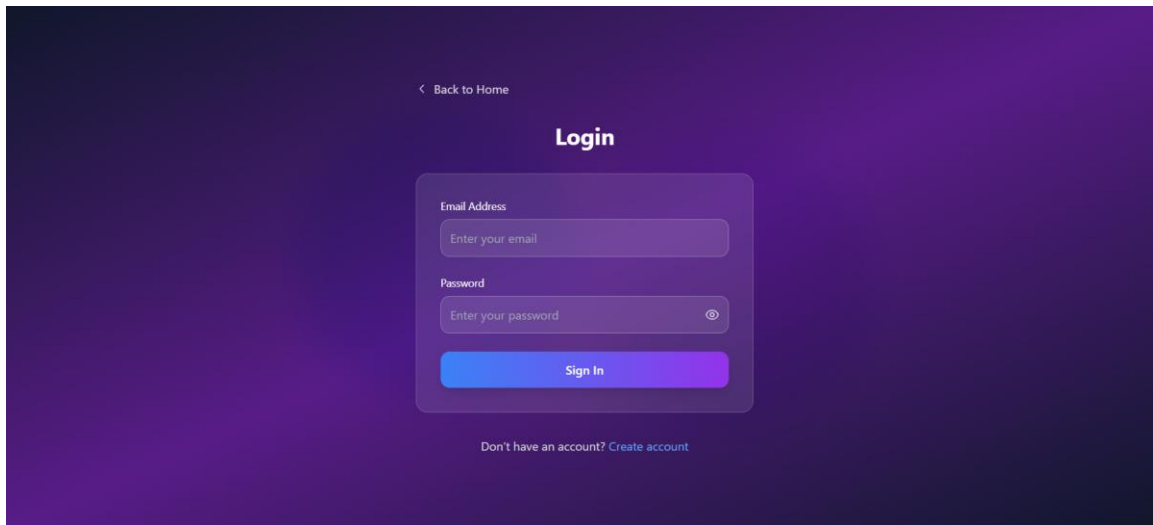 Back to Home
Login
Email Address
Enter your email
Password
Enter your password
Sign In
Don't have an account? Create account